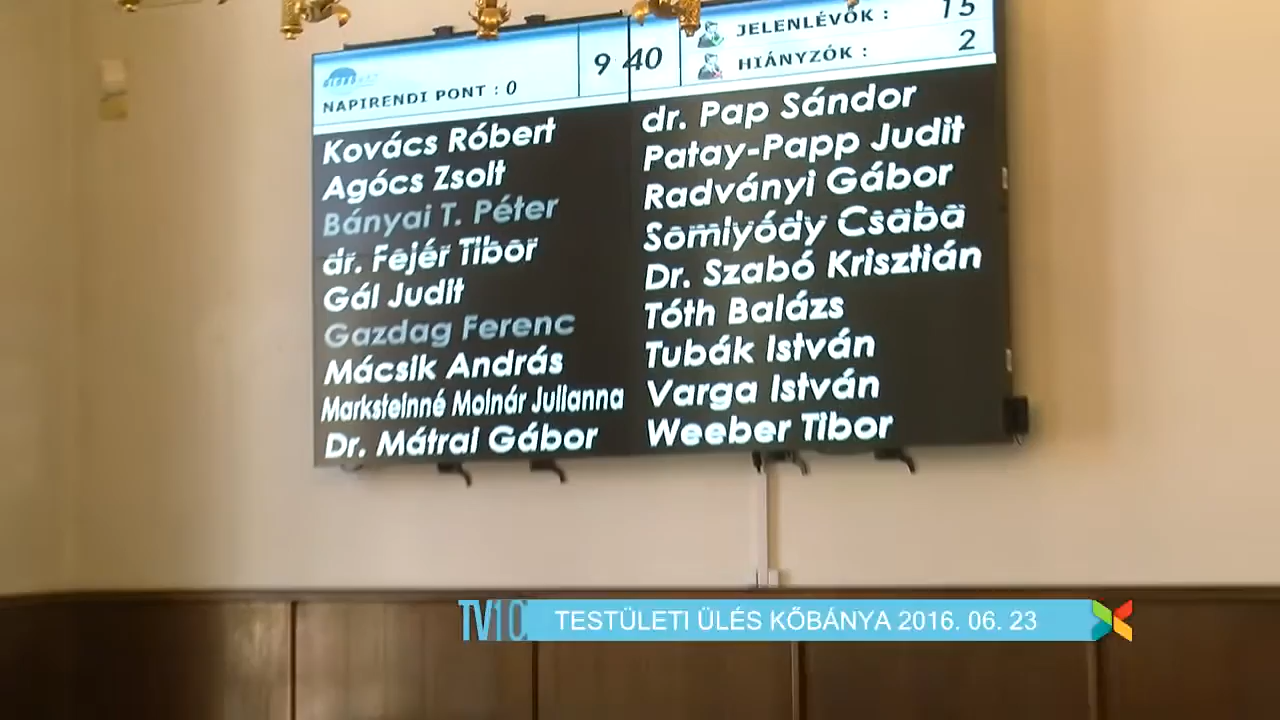 NAPIRENDI PONT : 0
9 40
JELENLÉVŐK : 15
HIÁNYZÓK : 2
Kovács Róbert
Agócs Zsolt
Bányai T. Péter
dr. Fejér Tibor
Gál Judit
Gazdag Ferenc
Mácsik András
Marksteinné Molnár Julianna
Dr. Mátrai Gábor
dr. Pap Sándor
Patay-Papp Judit
Radványi Gábor
Somlyódy Csaba
Dr. Szabó Krisztián
Tóth Balázs
Tubák István
Varga István
Weeber Tibor
TV10 TESTÜLETI ÜLÉS KŐBÁNYA 2016. 06. 23